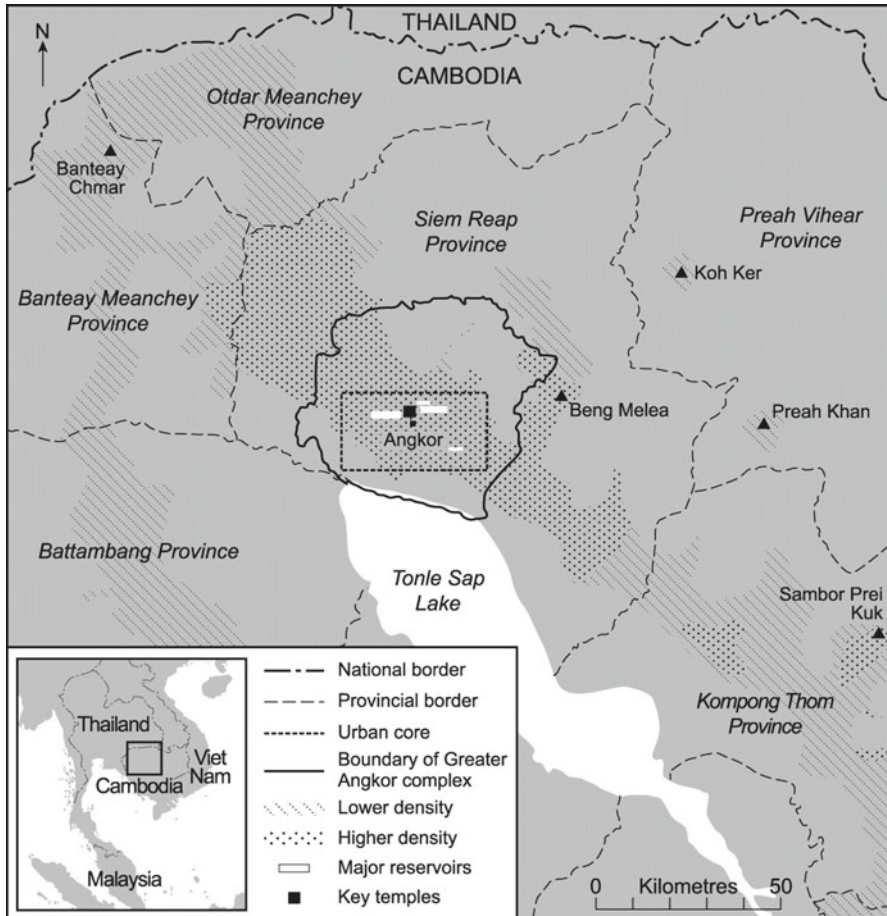 THAILAND
N
CAMBODIA
Otdar Meanchey
Province
Banteay
Chmar
Siem Reap
Province
Preah Vihear
Province
Koh Ker
Banteay Meanchey
Province
Beng Melea
Preah Khan
Angkor
Battambang Province
Tonle Sap
Lake
Sambor Prei
Kuk
Kompong Thom
Province
Thailand
Viet
Nam
Cambodia
Malaysia
National border
Provincial border
Urban core
Boundary of Greater
Angkor complex
Lower density
Higher density
Major reservoirs
Key temples
0 Kilometres 50